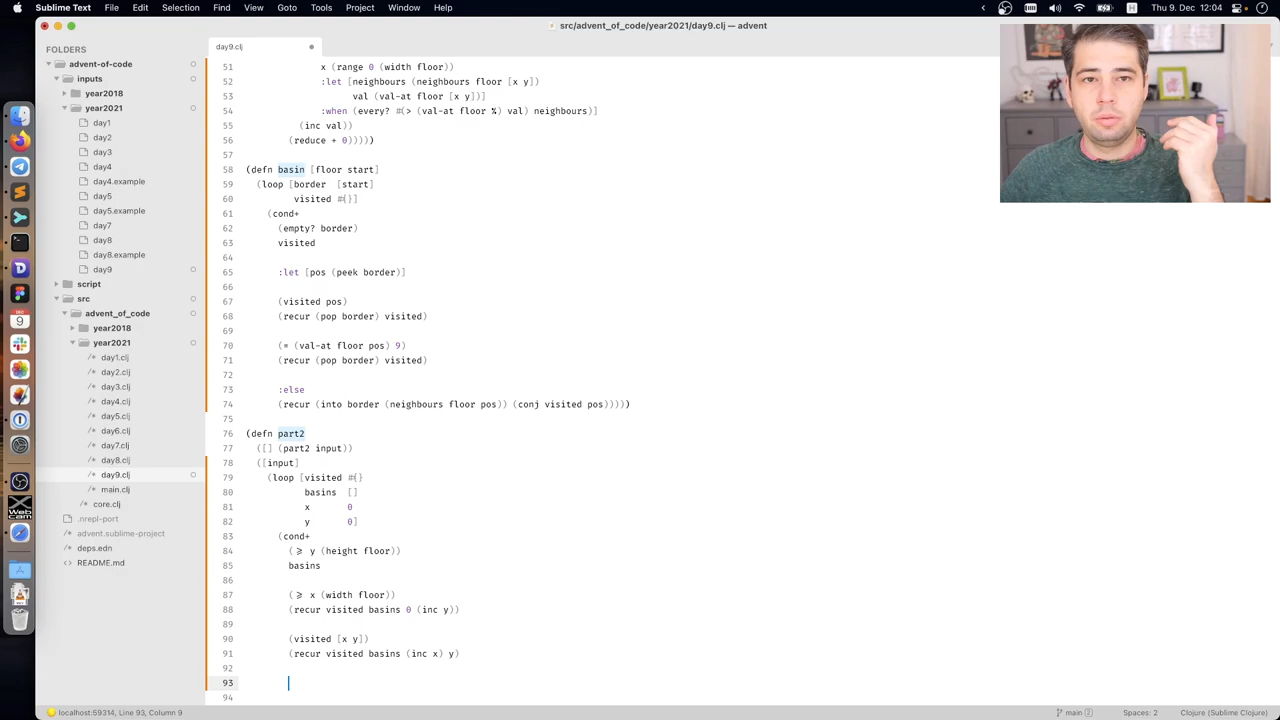 Sublime Text File Edit Selection Find View Goto Tools Project Window Help
Thu, 9 Dec 12:04
src/advent_of_code/year2021/day9.clj — advent
FOLDERS
advent-of-code
inputs
year2018
year2021
day1
day2
day3
day4
day4.example
day5
day5.example
day7
day8
day8.example
day9
script
src
advent_of_code
year2018
year2021
day1.clj
day2.clj
day3.clj
day4.clj
day5.clj
day6.clj
day7.clj
day8.clj
day9.clj
main.clj
core.clj
.nrepl-port
advent.sublime-project
deps.edn
README.md
day9.clj
51 x (range 0 (width floor))
52 :let [neighbours (neighbours floor [x y])
53 val (val-at floor [x y])]
54 :when (every? #(> (val-at floor %) val) neighbours)]
55 (inc val))
56 (reduce + 0))))
57
58 (defn basin [floor start]
59 (loop [border [start]
60 visited #{}]
61 (cond+
62 (empty? border)
63 visited
64
65 :let [pos (peek border)]
66
67 (visited pos)
68 (recur (pop border) visited)
69
70 (= (val-at floor pos) 9)
71 (recur (pop border) visited)
72
73 :else
74 (recur (into border (neighbours floor pos)) (conj visited pos)))))
75
76 (defn part2
77 ([] (part2 input))
78 ([input]
79 (loop [visited #{}
80 basins []
81 x 0
82 y 0]
83 (cond+
84 (>= y (height floor))
85 basins
86
87 (>= x (width floor))
88 (recur visited basins 0 (inc y))
89
90 (visited [x y])
91 (recur visited basins (inc x) y)
92
93
94
localhost:59314, Line 93, Column 9
main 2
Spaces: 2
Clojure (Sublime Clojure)